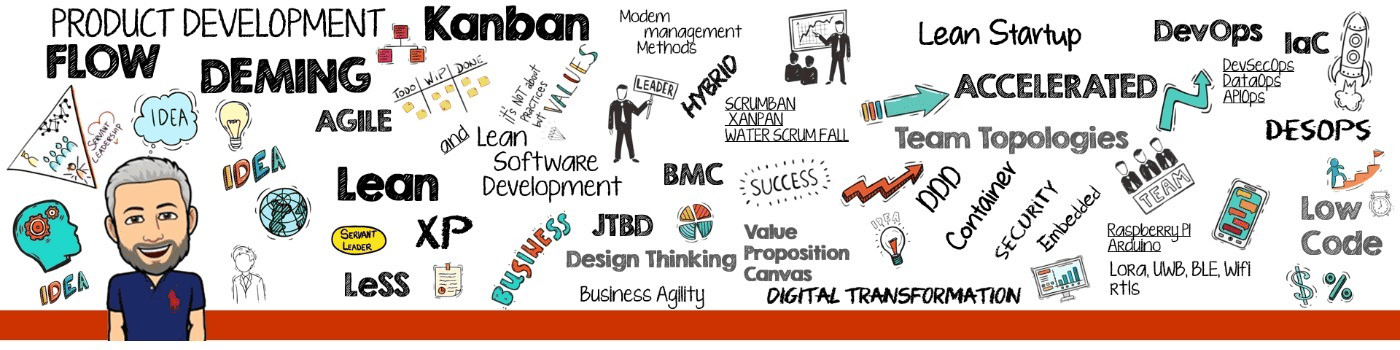 PRODUCT DEVELOPMENT
FLOW
DEMING
Kanban
TODO WiP DONE
AGILE
it's NOT about
PRACTICES
but
VALUES
and Lean
Software
Development
SERVANT
LEADERSHIP
IDEA
IDEA
IDEA
Lean
XP
SERVANT
LEADER
LeSS
Modern
management
Methods
LEADER
HYBRID
SCRUMBAN
XANPAN
WATER SCRUM FALL
BMC
SUCCESS
BUSINESS
JTBD
Design Thinking
Business Agility
Value
Proposition
Canvas
DIGITAL TRANSFORMATION
Lean Startup
ACCELERATED
Team Topologies
IDEA
DDD
Container
SECURITY
Embedded
TEAM
DevOps
IaC
DevSecOps
DataOps
APIOps
DESOPS
Raspberry PI
Arduino
Lora, UWB, BLE, Wifi
rtls
Low
Code
$ %